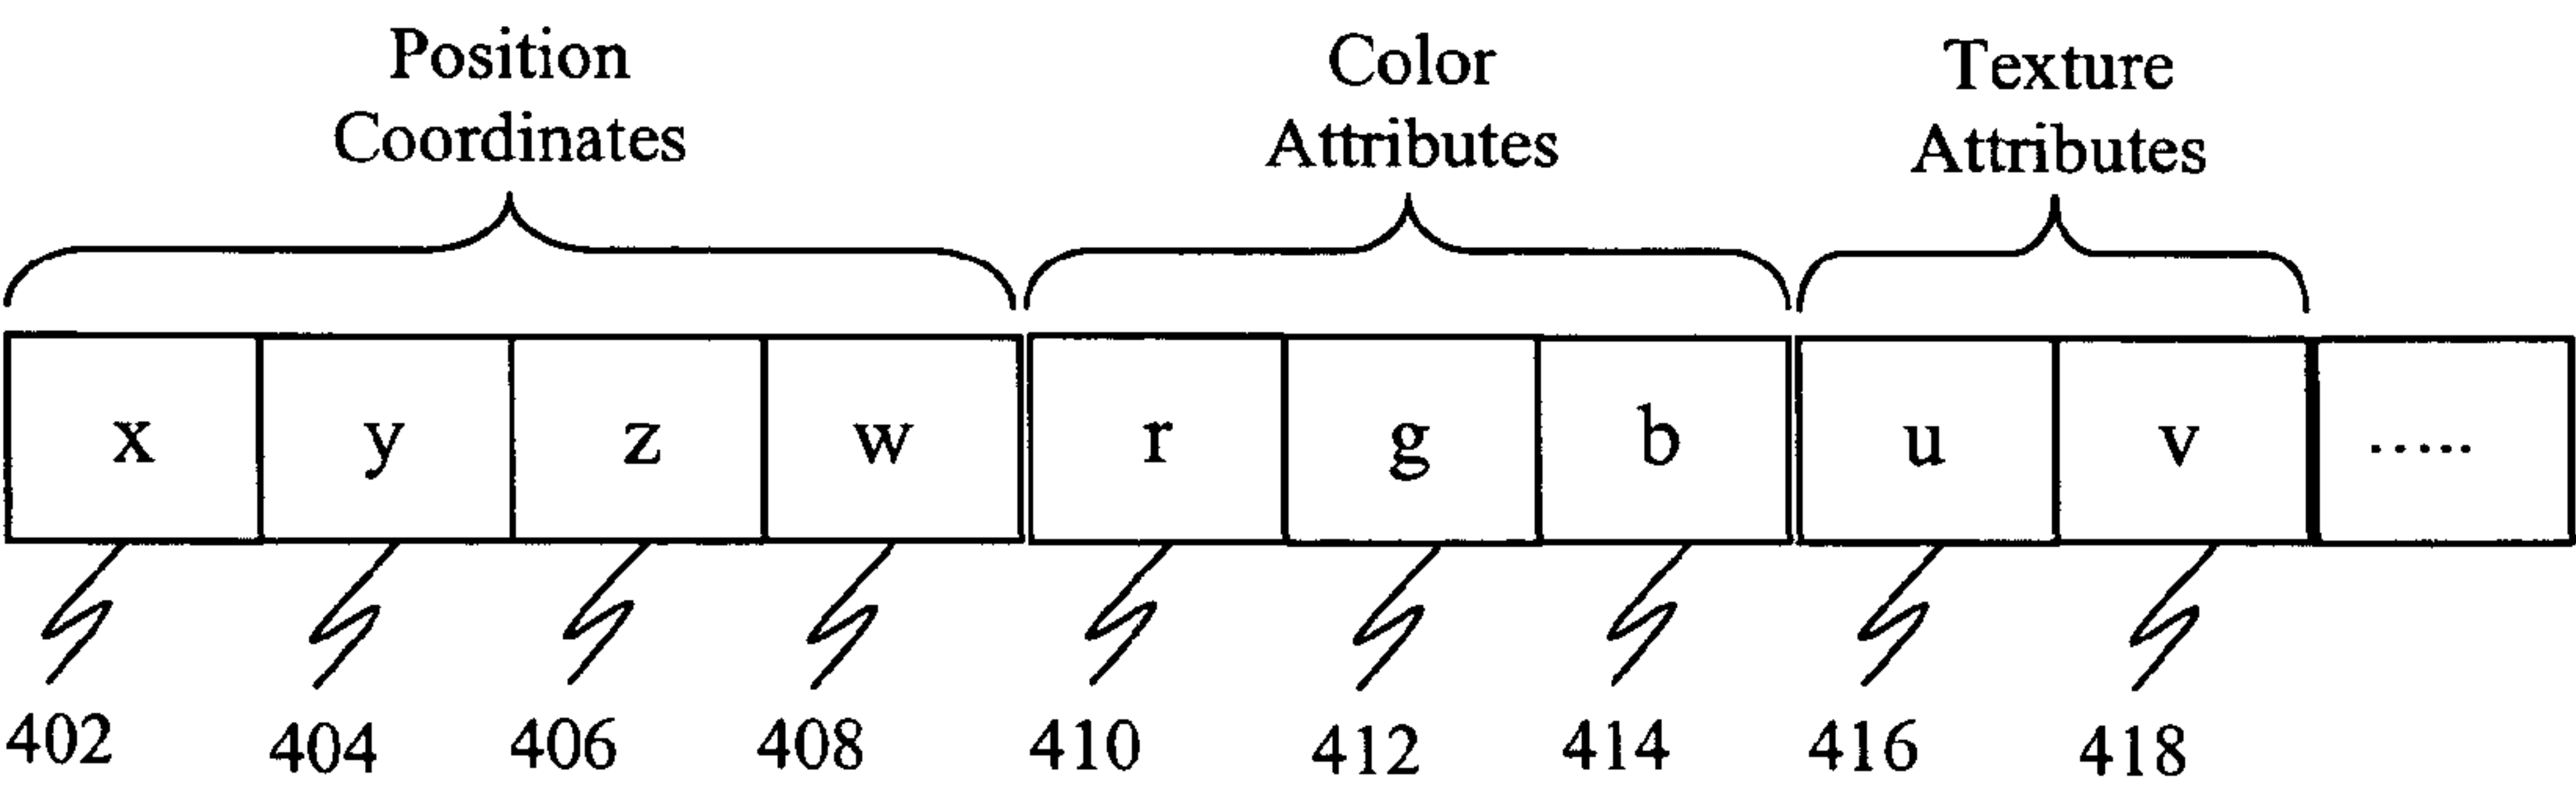 Position
Coordinates
Color
Attributes
Texture
Attributes
x y z w r g b u v .....
402 404 406 408 410 412 414 416 418